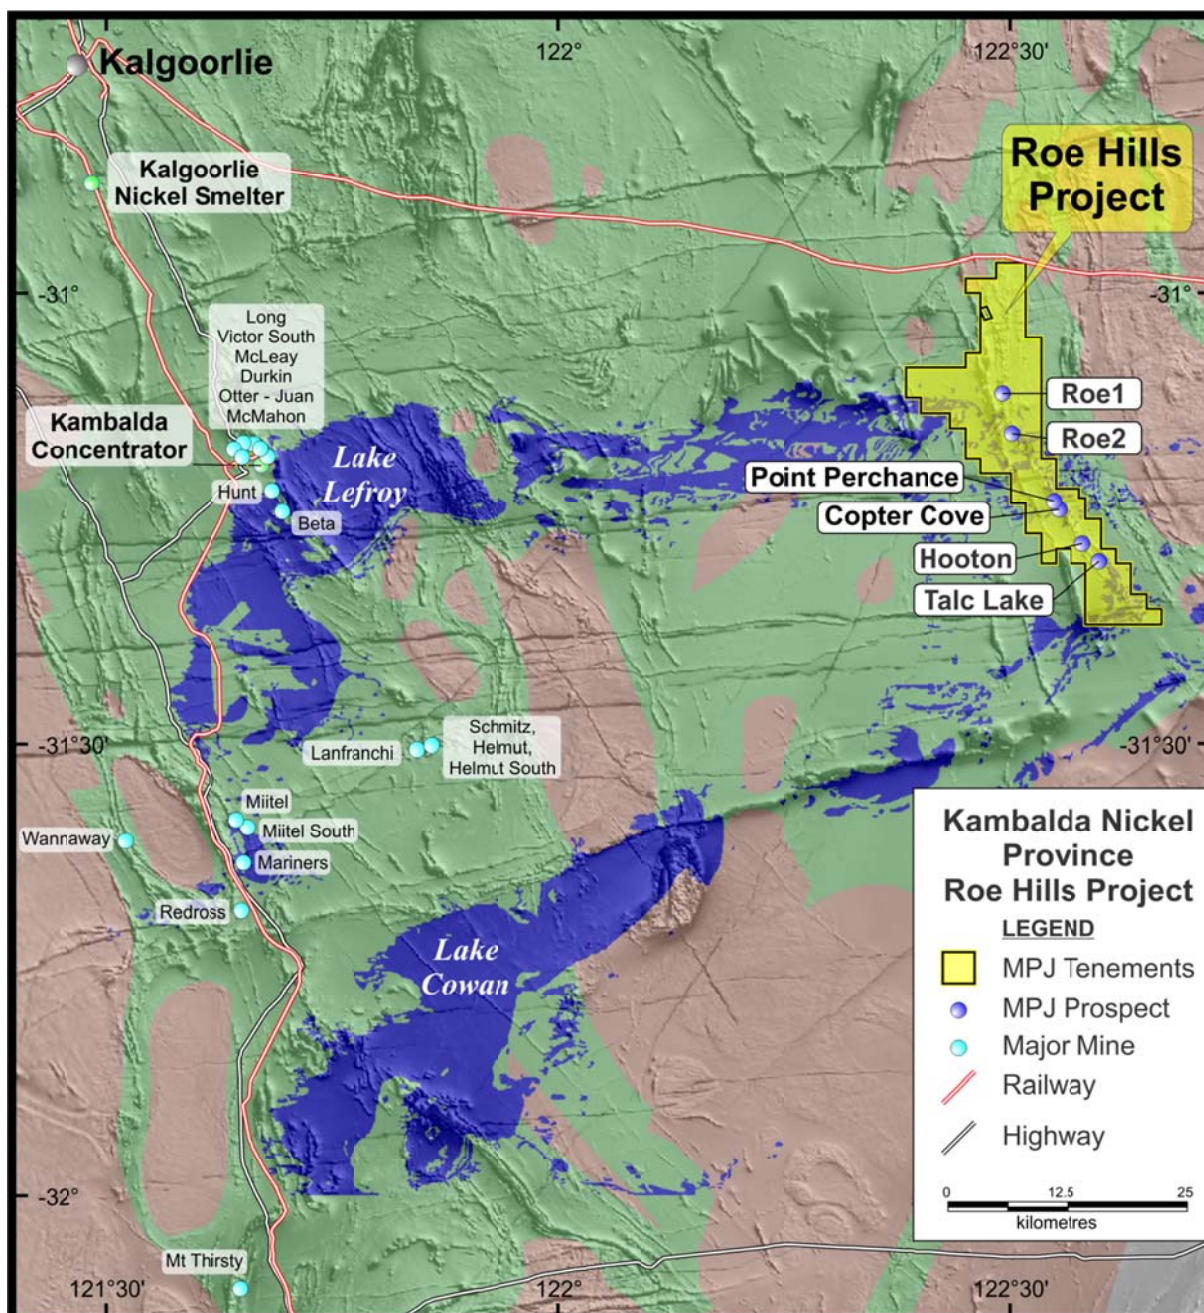 Kalgoorlie
122°
122°30'
Kalgoorlie
Nickel Smelter
Roe Hills
Project
-31°
-31°
Long
Victor South
McLeay
Durkin
Otter - Juan
McMahon
Kambalda
Concentrator
Lake
Lefroy
Hunt
Beta
Roe1
Roe2
Point Perchance
Copter Cove
Hooton
Talc Lake
Lanfranchi
Schmitz,
Helmut,
Helmut South
-31°30'
-31°30'
Miitel
Miitel South
Wannaway
Mariners
Redross
Lake
Cowan
Kambalda Nickel
Province
Roe Hills Project
LEGEND
MPJ Tenements
MPJ Prospect
Major Mine
Railway
Highway
0 12.5 25
kilometres
-32°
Mt Thirsty
121°30'
122°
122°30'